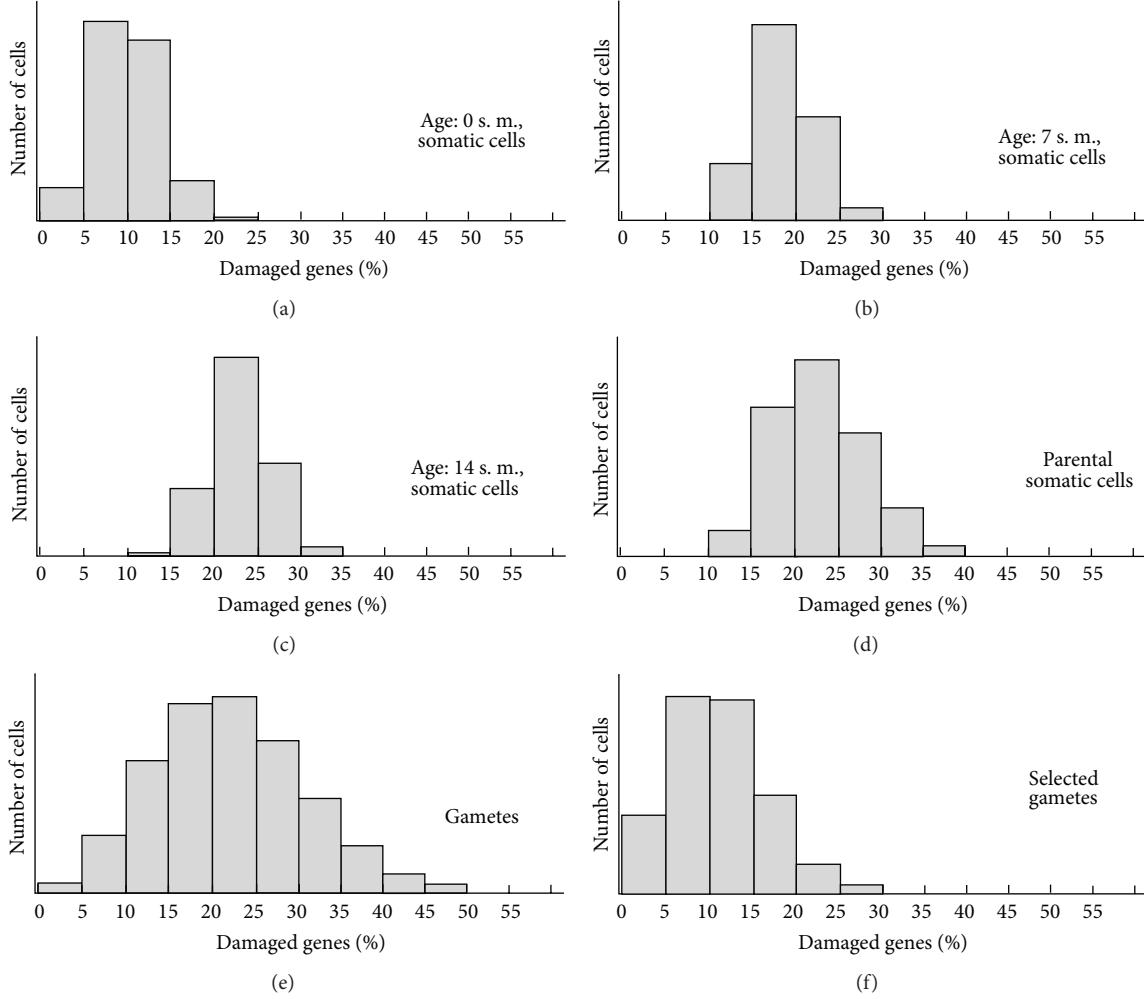 Number of cells
Age: 0 s. m.,
somatic cells
0 5 10 15 20 25 30 35 40 45 50 55
Damaged genes (%)
(a)
Number of cells
Age: 7 s. m.,
somatic cells
0 5 10 15 20 25 30 35 40 45 50 55
Damaged genes (%)
(b)
Number of cells
Age: 14 s. m.,
somatic cells
0 5 10 15 20 25 30 35 40 45 50 55
Damaged genes (%)
(c)
Number of cells
Parental
somatic cells
0 5 10 15 20 25 30 35 40 45 50 55
Damaged genes (%)
(d)
Number of cells
Gametes
0 5 10 15 20 25 30 35 40 45 50 55
Damaged genes (%)
(e)
Number of cells
Selected
gametes
0 5 10 15 20 25 30 35 40 45 50 55
Damaged genes (%)
(f)